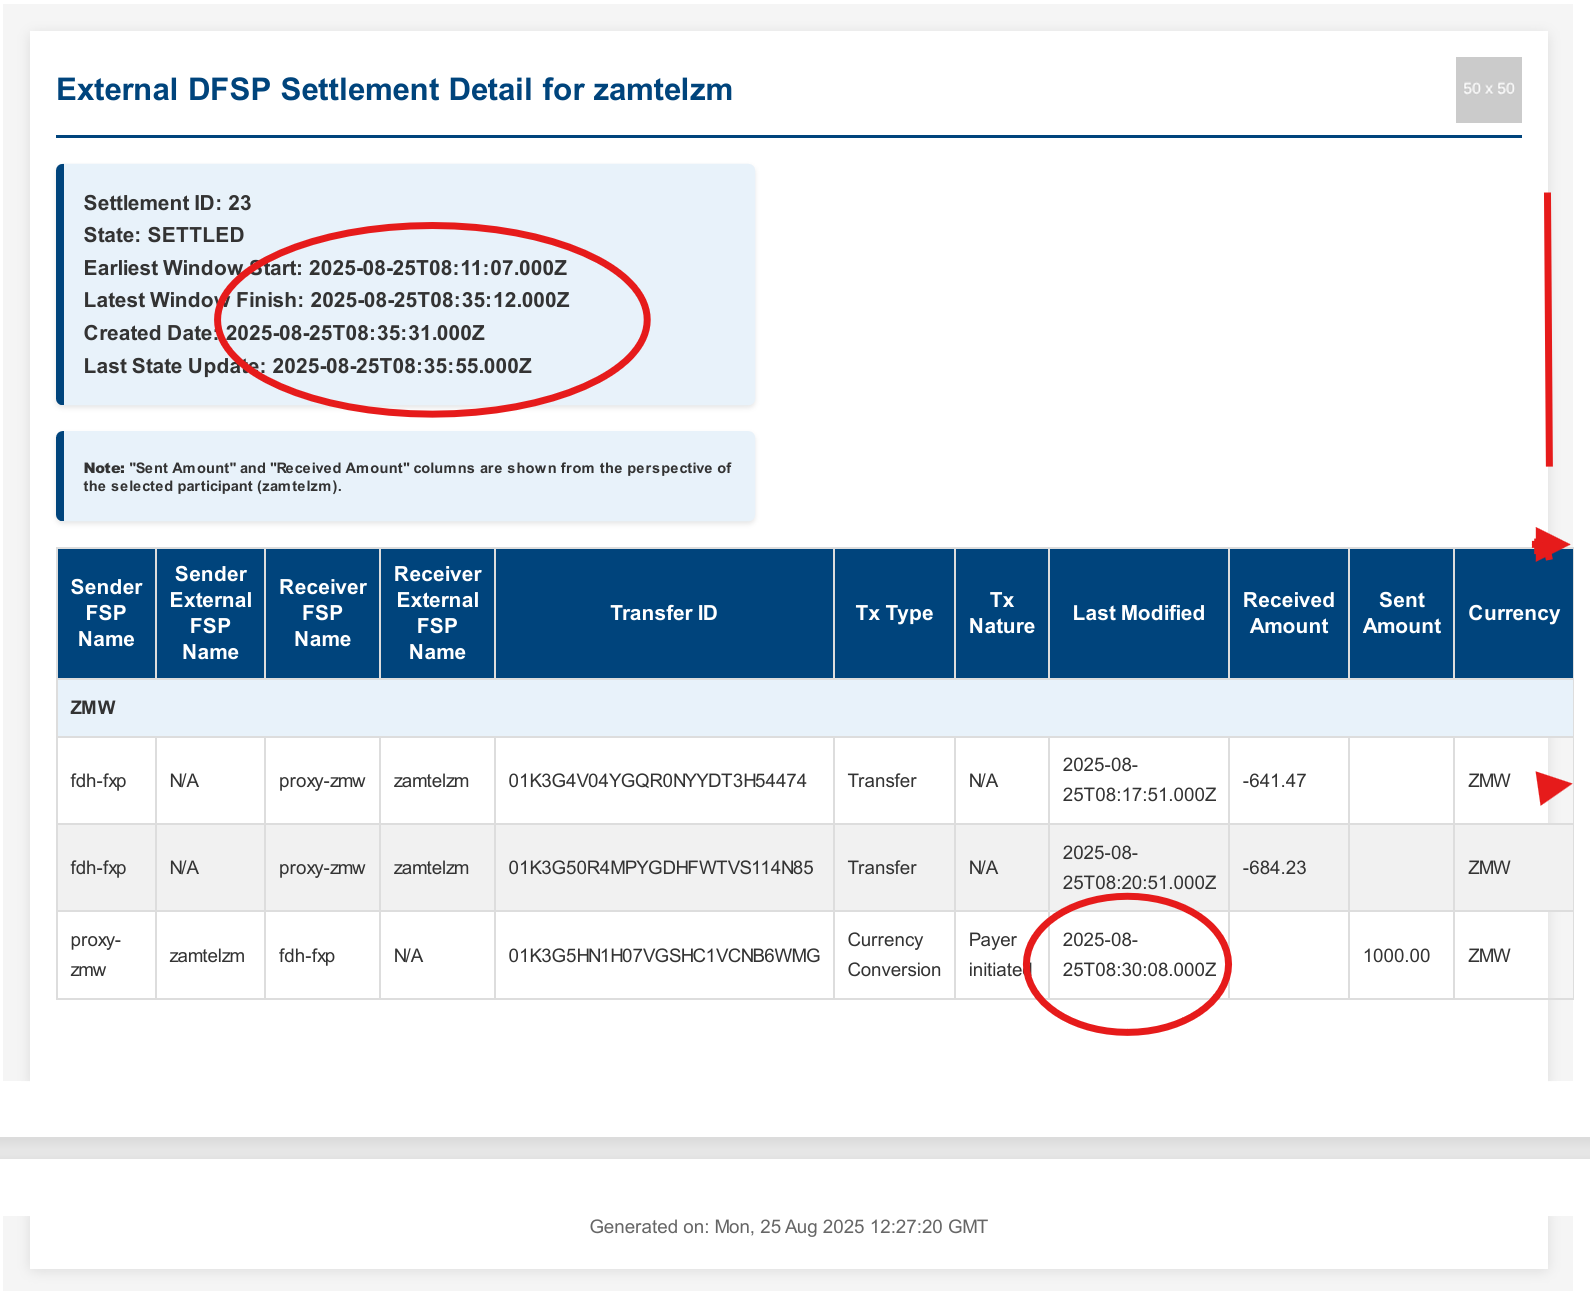 External DFSP Settlement Detail for zamtelzm
50 x 50
Settlement ID: 23
State: SETTLED
Earliest Window Start: 2025-08-25T08:11:07.000Z
Latest Window Finish: 2025-08-25T08:35:12.000Z
Created Date: 2025-08-25T08:35:31.000Z
Last State Update: 2025-08-25T08:35:55.000Z
Note: "Sent Amount" and "Received Amount" columns are shown from the perspective of
the selected participant (zamtelzm).
Sender
FSP
Name
Sender
External
FSP
Name
Receiver
FSP
Name
Receiver
External
FSP
Name
Transfer ID
Tx Type
Tx
Nature
Last Modified
Received
Amount
Sent
Amount
Currency
ZMW
fdh-fxp
N/A
proxy-zmw
zamtelzm
01K3G4V04YGQR0NYYDT3H54474
Transfer
N/A
2025-08-
25T08:17:51.000Z
-641.47
ZMW
fdh-fxp
N/A
proxy-zmw
zamtelzm
01K3G50R4MPYGDHFWTVS114N85
Transfer
N/A
2025-08-
25T08:20:51.000Z
-684.23
ZMW
proxy-
zmw
zamtelzm
fdh-fxp
N/A
01K3G5HN1H07VGSHC1VCNB6WMG
Currency
Conversion
Payer
initiated
2025-08-
25T08:30:08.000Z
1000.00
ZMW
Generated on: Mon, 25 Aug 2025 12:27:20 GMT